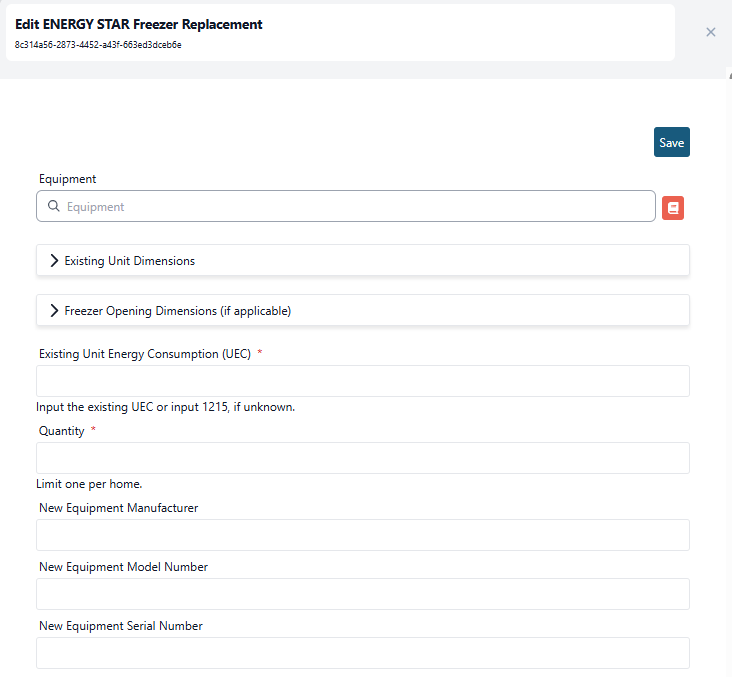 Edit ENERGY STAR Freezer Replacement
8c314a56-2873-4452-a43f-663ed3dceb6e
Save
Equipment
Equipment
Existing Unit Dimensions
Freezer Opening Dimensions (if applicable)
Existing Unit Energy Consumption (UEC) *
Input the existing UEC or input 1215, if unknown.
Quantity *
Limit one per home.
New Equipment Manufacturer
New Equipment Model Number
New Equipment Serial Number